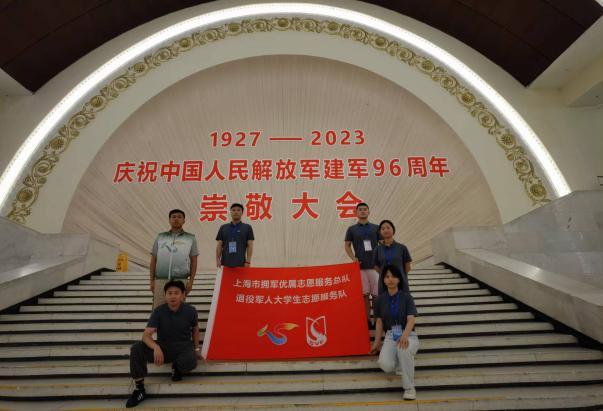 1927 — 2023
庆祝中国人民解放军建军96周年
崇敬大会
上海市拥军优属志愿服务总队
退役军人大学生志愿服务队
SVF